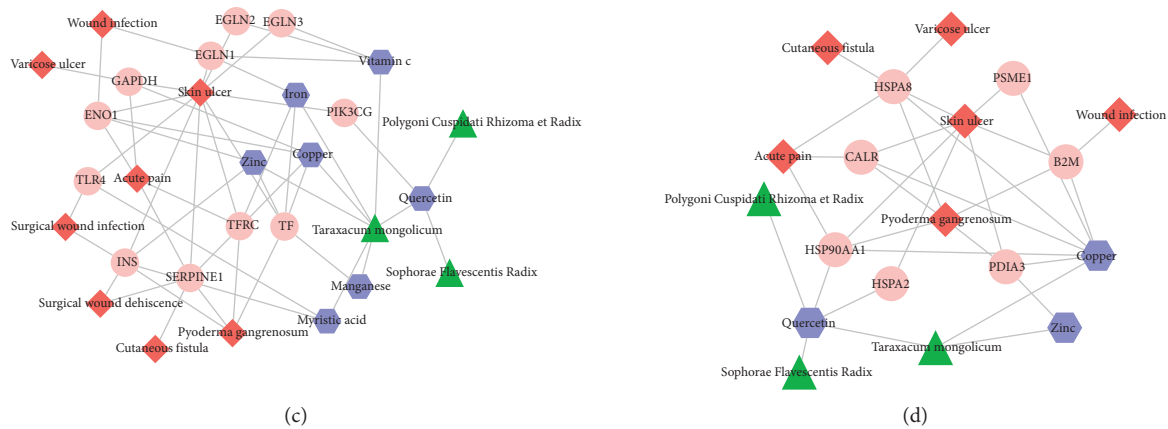 EGLN2
EGLN3
Wound infection
EGLN1
Vitamin c
Varicose ulcer
GAPDH
Skin ulcer
Iron
PIK3CG
ENO1
Polygoni Cuspidati Rhizoma et Radix
Zinc
Copper
TLR4
Acute pain
Quercetin
Surgical wound infection
TFRC
TF
Taraxacum mongolicum
INS
SERPINE1
Sophorae Flavescentis Radix
Manganese
Surgical wound dehiscence
Myristic acid
Pyoderma gangrenosum
Cutaneous fistula
(c)
Varicose ulcer
Cutaneous fistula
PSME1
HSPA8
Skin ulcer
Wound infection
Acute pain
CALR
B2M
Polygoni Cuspidati Rhizoma et Radix
Pyoderma gangrenosum
HSP90AA1
Copper
PDIA3
HSPA2
Quercetin
Zinc
Taraxacum mongolicum
Sophorae Flavescentis Radix
(d)